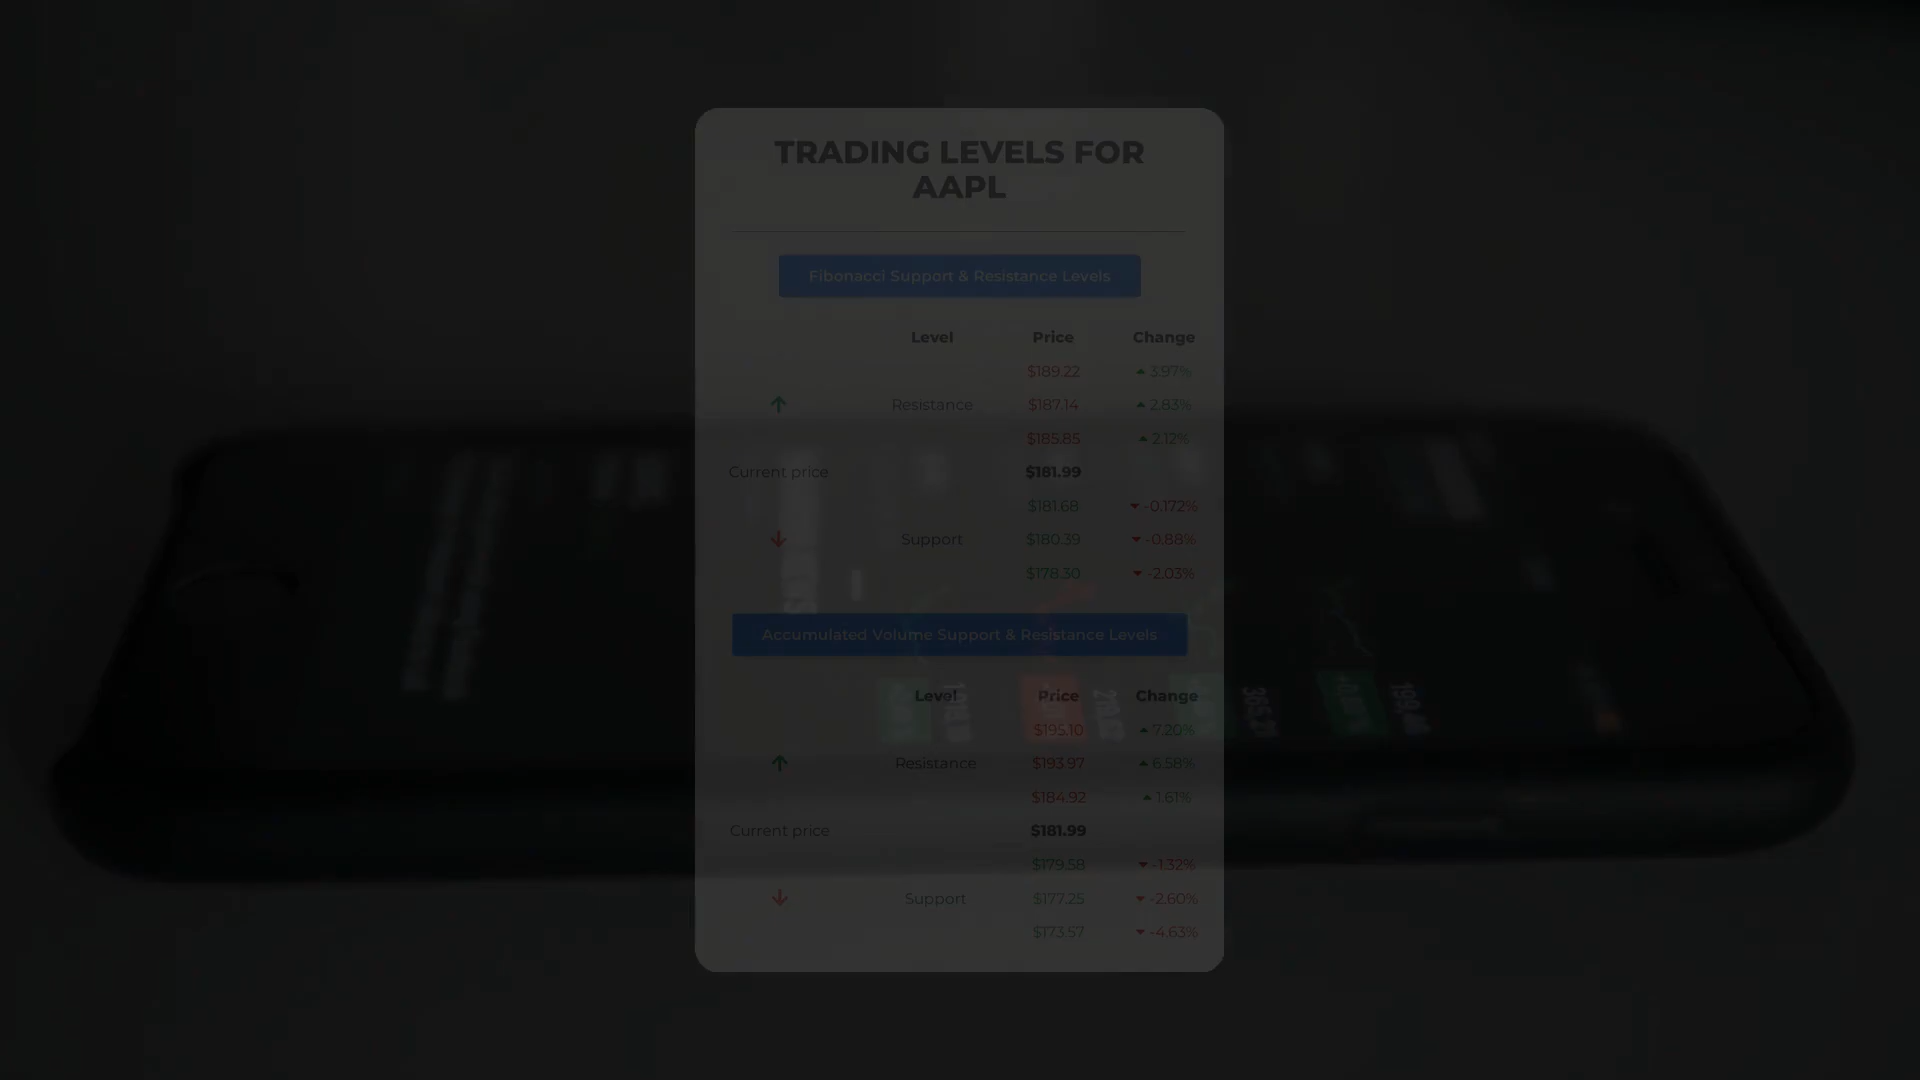 TRADING LEVELS FOR
AAPL
Fibonacci Support & Resistance Levels
Level Price Change
$189.22 3.97%
Resistance $187.14 2.83%
$185.85 2.12%
Current price $181.99
$181.68 -0.172%
Support $180.39 -0.88%
$178.30 -2.03%
Accumulated Volume Support & Resistance Levels
Level Price Change
$195.10 7.20%
Resistance $193.97 6.58%
$184.92 1.61%
Current price $181.99
$179.58 -1.32%
Support $177.25 -2.60%
$173.57 -4.63%